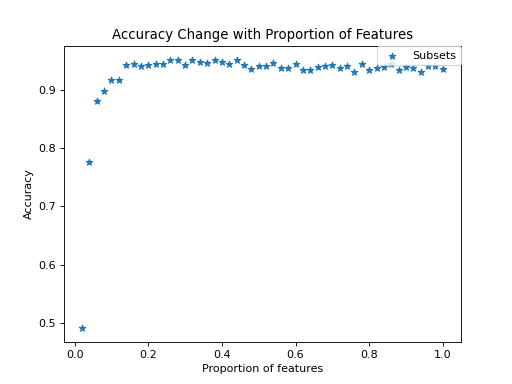 Accuracy Change with Proportion of Features
Subsets
Accuracy
0.9
0.8
0.7
0.6
0.5
0.0 0.2 0.4 0.6 0.8 1.0
Proportion of features